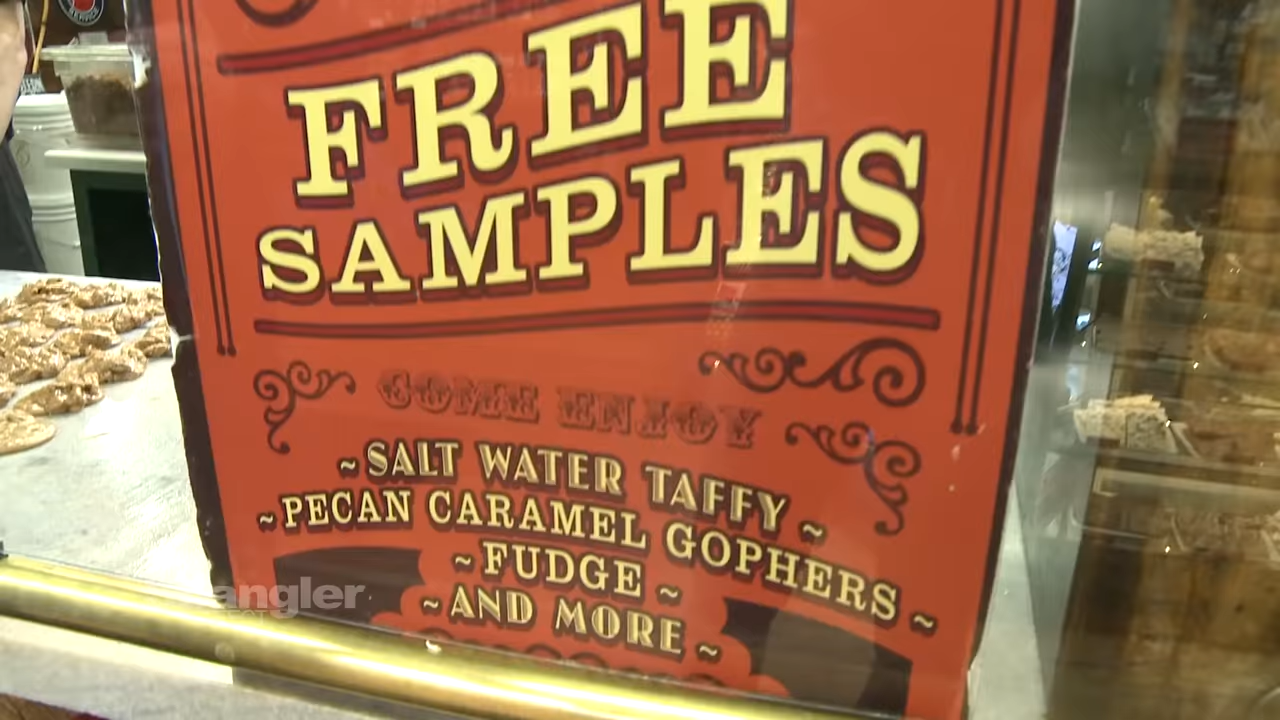 FREE
SAMPLES
COME ENJOY
~ SALT WATER TAFFY ~
~ PECAN CARAMEL GOPHERS ~
~ FUDGE ~
~ AND MORE ~
angler